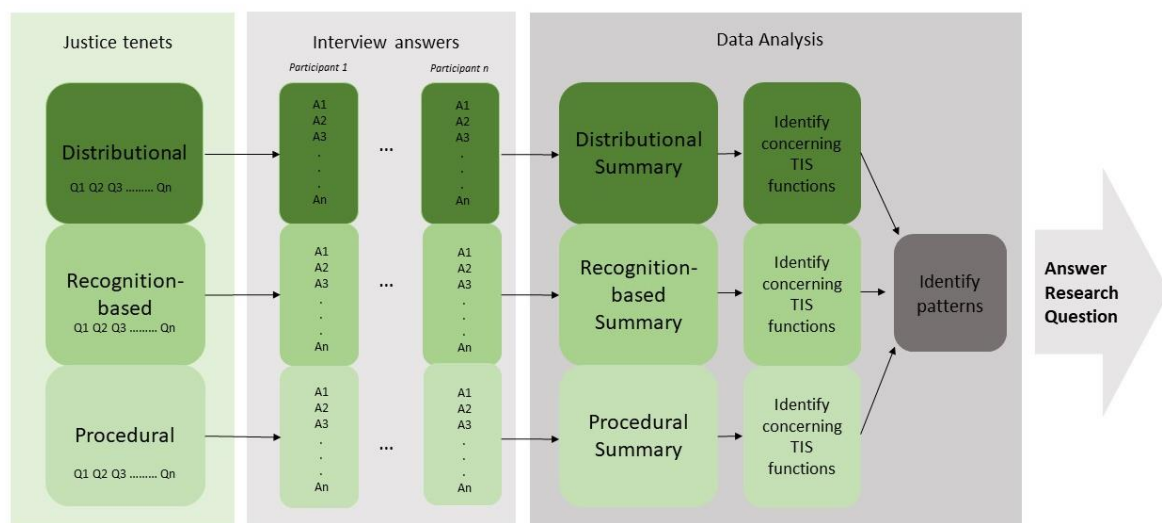 Justice tenets
Interview answers
Data Analysis
Participant 1
Participant n
Distributional
Q1 Q2 Q3 ......... Qn
A1
A2
A3
.
.
.
.
An
...
A1
A2
A3
.
.
.
.
An
Distributional
Summary
Identify
concerning
TIS
functions
Recognition-
based
Q1 Q2 Q3 ......... Qn
A1
A2
A3
.
.
.
An
...
A1
A2
A3
.
.
.
An
Recognition-
based
Summary
Identify
concerning
TIS
functions
Procedural
Q1 Q2 Q3 ......... Qn
A1
A2
A3
.
.
.
An
...
A1
A2
A3
.
.
.
An
Procedural
Summary
Identify
concerning
TIS
functions
Identify
patterns
Answer
Research
Question